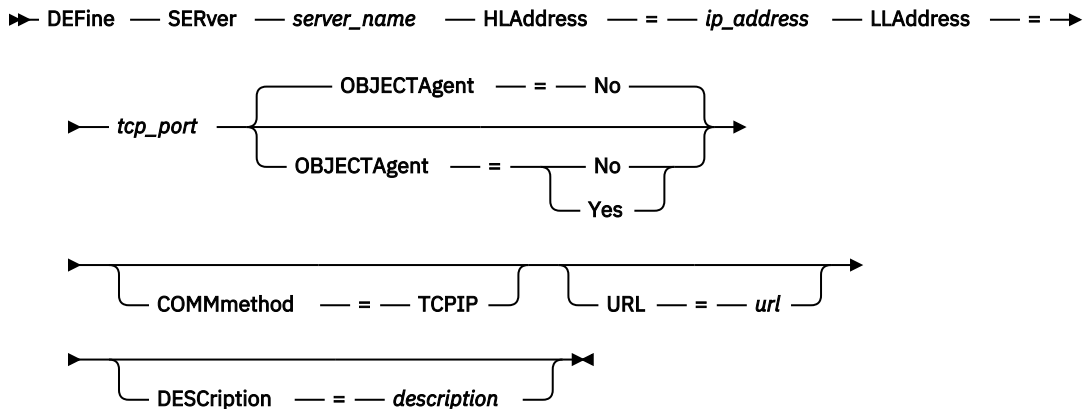 DEFine SERver server_name HLAddress = ip_address LLAddress =
OBJECTAgent = No
tcp_port
OBJECTAgent = No
Yes
COMMmethod = TCPIP URL = url
DESCription = description